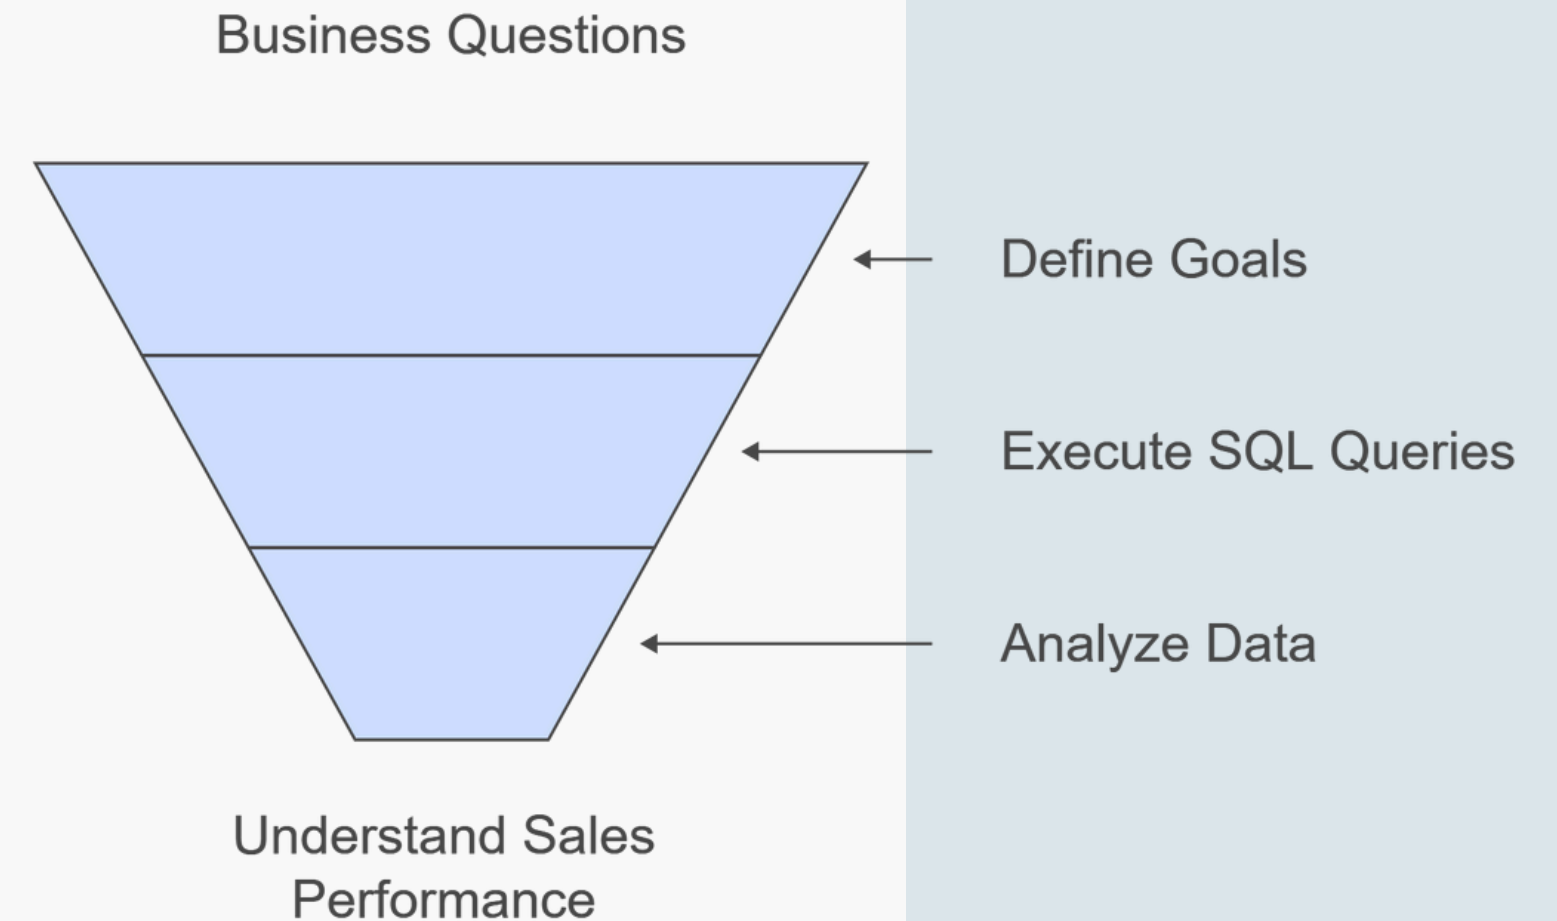 Business Questions
Define Goals
Execute SQL Queries
Analyze Data
Understand Sales
Performance